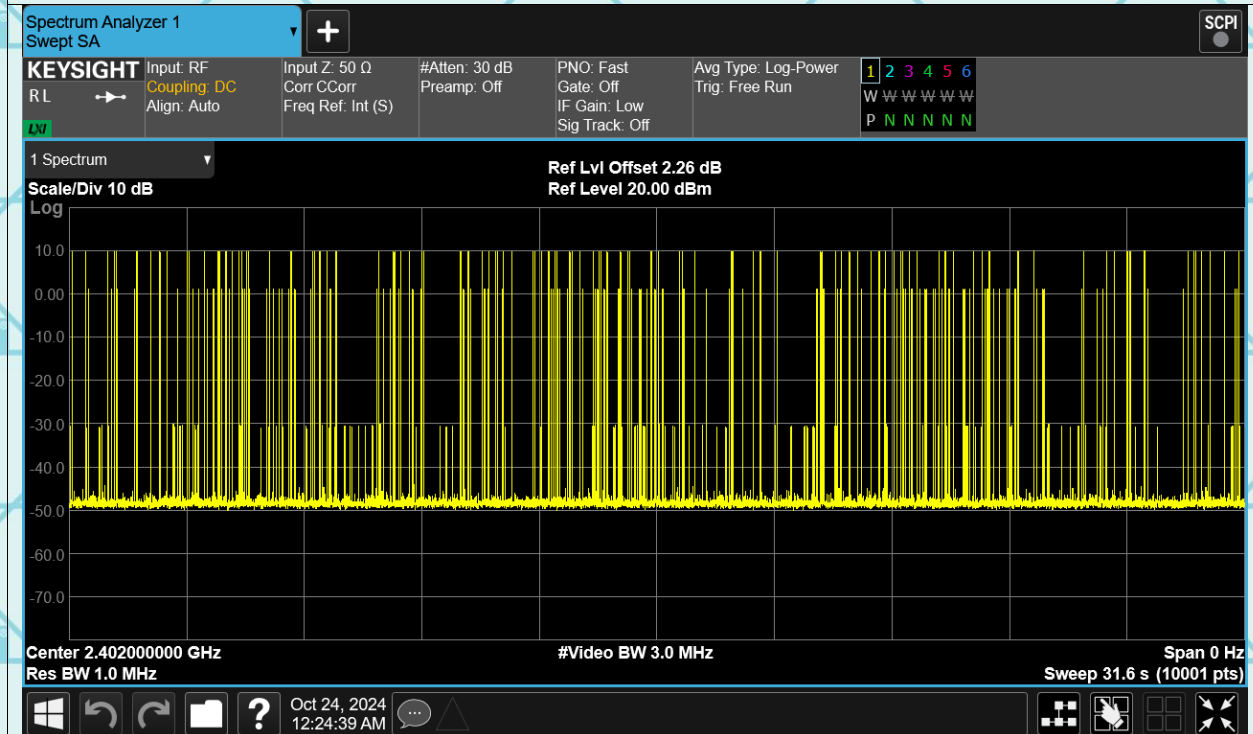 Spectrum Analyzer 1
Swept SA
+
SCPI
KEYSIGHT
RL
LXI
Input: RF
Coupling: DC
Align: Auto
Input Z: 50 Ω
Corr CCorr
Freq Ref: Int (S)
#Atten: 30 dB
Preamp: Off
PNO: Fast
Gate: Off
IF Gain: Low
Sig Track: Off
Avg Type: Log-Power
Trig: Free Run
1 2 3 4 5 6
W W W W W W
P N N N N N
1 Spectrum
Scale/Div 10 dB
Log
Ref Lvl Offset 2.26 dB
Ref Level 20.00 dBm
10.0
0.00
-10.0
-20.0
-30.0
-40.0
-50.0
-60.0
-70.0
Center 2.402000000 GHz
Res BW 1.0 MHz
#Video BW 3.0 MHz
Span 0 Hz
Sweep 31.6 s (10001 pts)
?
Oct 24, 2024
12:24:39 AM